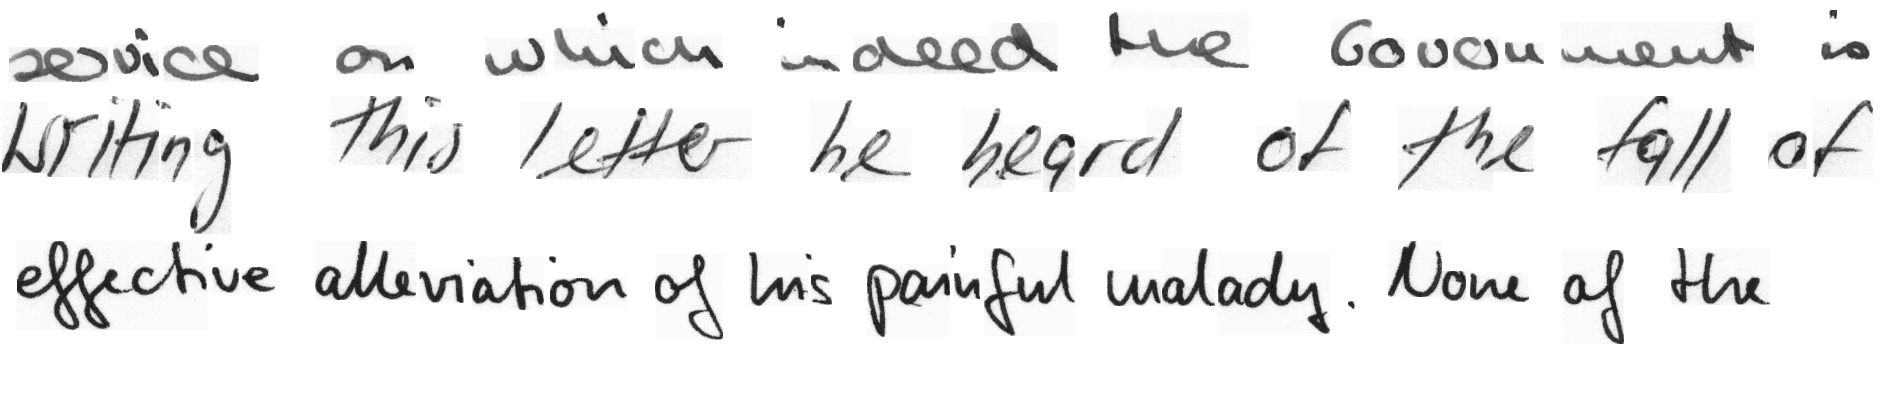 service on which indeed the Government is
writing this letter he heard of the fall of
effective alleviation of his painful malady. None of the